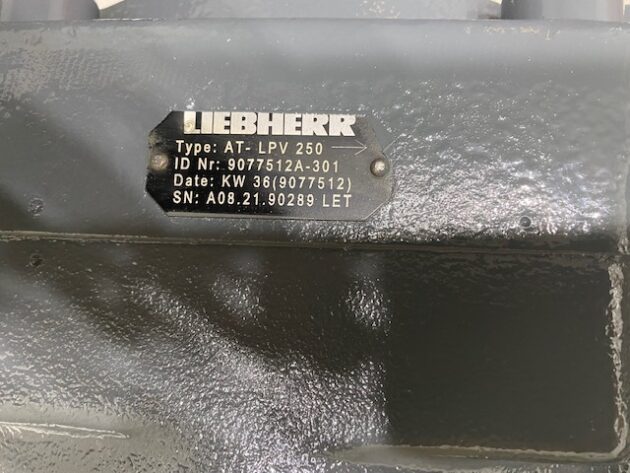 LIEBHERR
Type: AT- LPV 250
ID Nr: 9077512A-301
Date: KW 36(9077512)
SN: A08.21.90289 LET